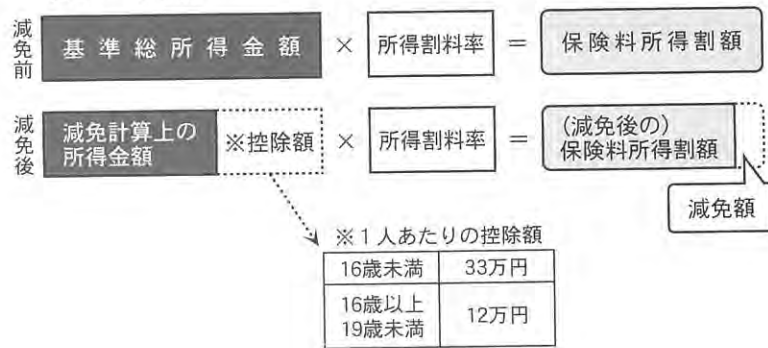 減免前
基準総所得金額 × 所得割料率 = 保険料所得割額
減免後
減免計算上の
所得金額
※控除額 × 所得割料率 =
(減免後の)
保険料所得割額
減免額
※1人あたりの控除額
16歳未満 33万円
16歳以上
19歳未満
12万円